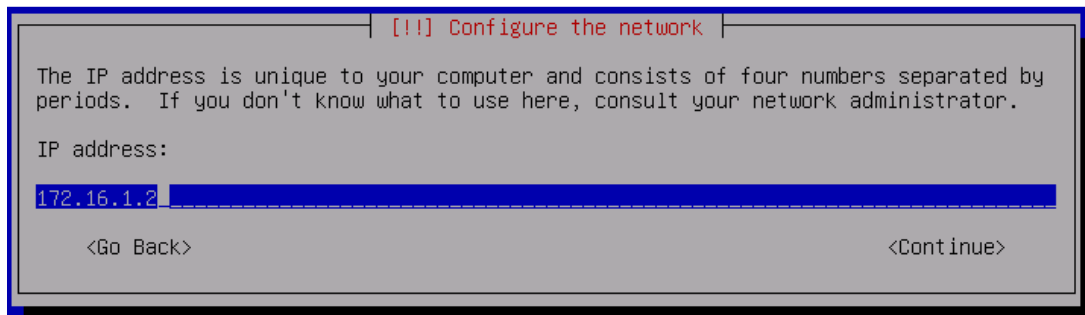 [!!] Configure the network
The IP address is unique to your computer and consists of four numbers separated by
periods.  If you don't know what to use here, consult your network administrator.
IP address:
172.16.1.2
<Go Back> <Continue>